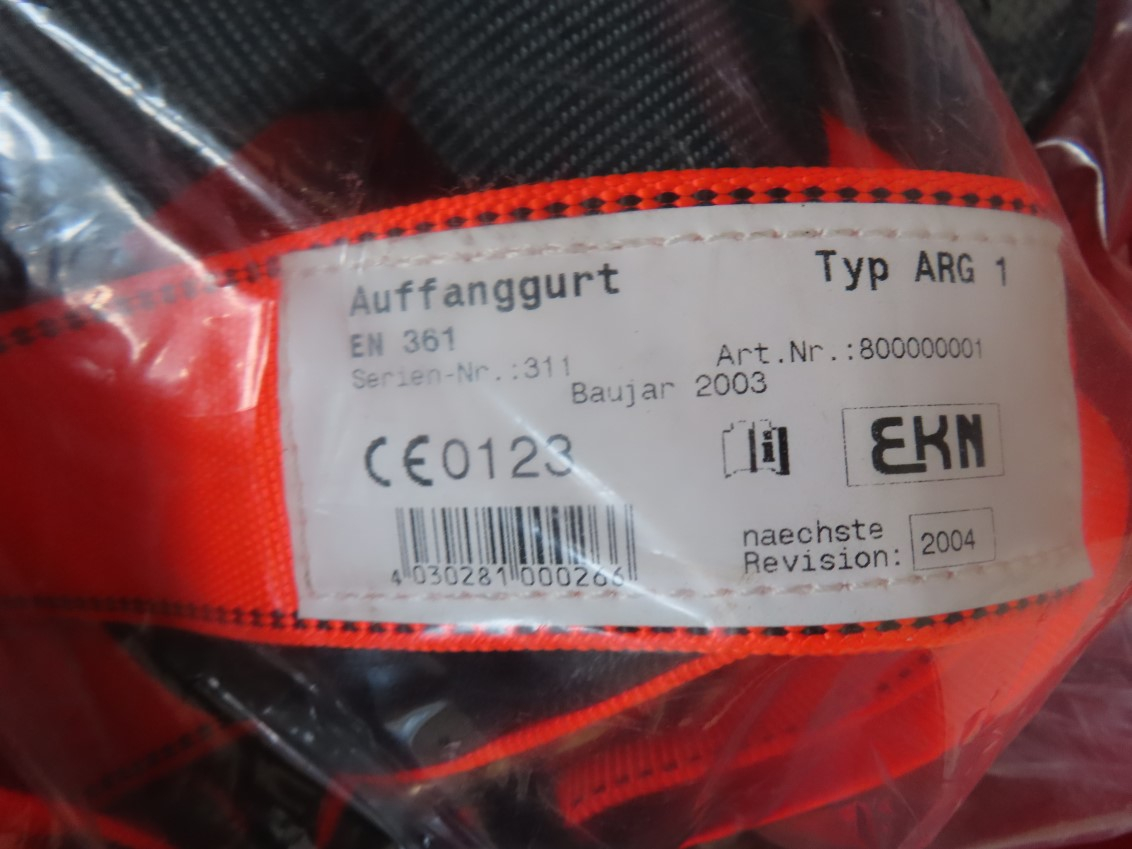 Auffanggurt
Typ ARG 1
EN 361
Art.Nr.:800000001
Serien-Nr.:311
Baujar 2003
CE0123
i
EKN
4 030281 000266
naechste
Revision: 2004